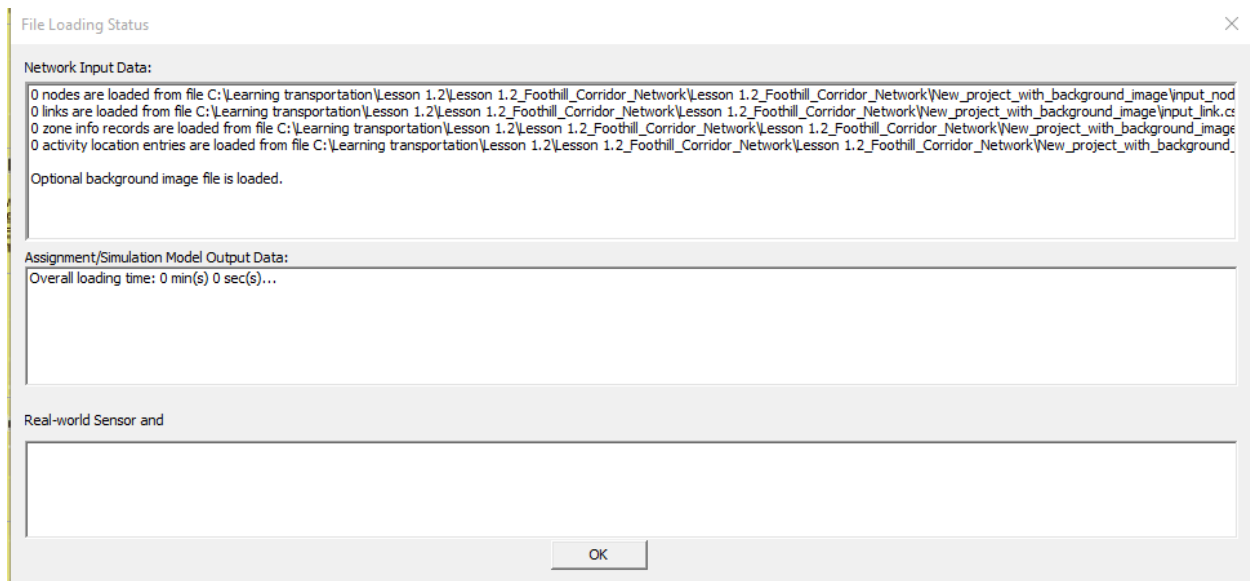 File Loading Status
Network Input Data:
0 nodes are loaded from file C:\Learning transportation\Lesson 1.2\Lesson 1.2_Foothill_Corridor_Network\Lesson 1.2_Foothill_Corridor_Network\New_project_with_background_image\input_nod
0 links are loaded from file C:\Learning transportation\Lesson 1.2\Lesson 1.2_Foothill_Corridor_Network\Lesson 1.2_Foothill_Corridor_Network\New_project_with_background_image\input_link.cs
0 zone info records are loaded from file C:\Learning transportation\Lesson 1.2\Lesson 1.2_Foothill_Corridor_Network\Lesson 1.2_Foothill_Corridor_Network\New_project_with_background_image
0 activity location entries are loaded from file C:\Learning transportation\Lesson 1.2\Lesson 1.2_Foothill_Corridor_Network\Lesson 1.2_Foothill_Corridor_Network\New_project_with_background_
Optional background image file is loaded.
Assignment/Simulation Model Output Data:
Overall loading time: 0 min(s) 0 sec(s)...
Real-world Sensor and
OK